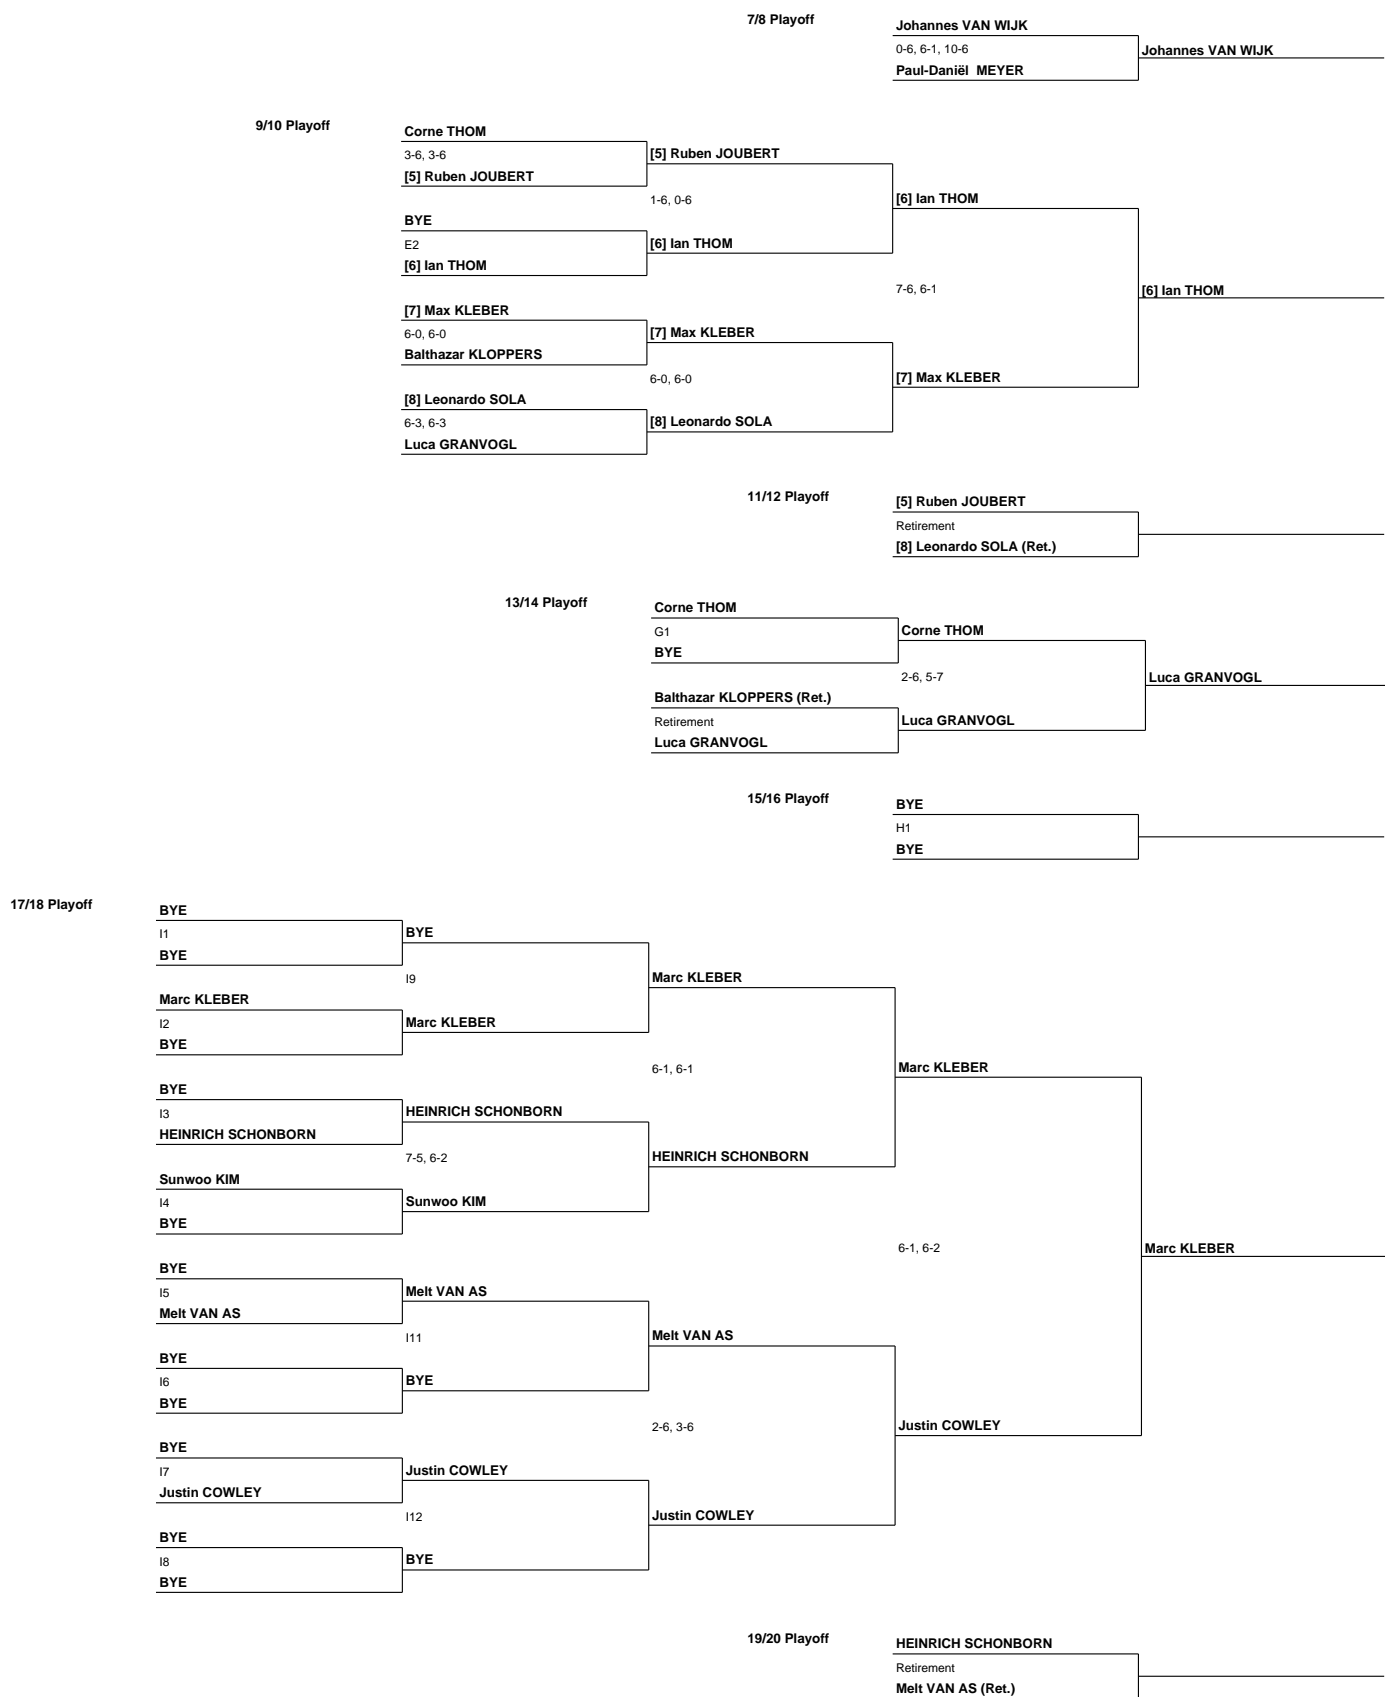 7/8 Playoff
Johannes VAN WIJK
0-6, 6-1, 10-6
Johannes VAN WIJK
Paul-Daniël  MEYER
9/10 Playoff
Corne THOM
3-6, 3-6
[5] Ruben JOUBERT
[5] Ruben JOUBERT
1-6, 0-6
[6] Ian THOM
BYE
E2
[6] Ian THOM
[6] Ian THOM
7-6, 6-1
[6] Ian THOM
[7] Max KLEBER
6-0, 6-0
[7] Max KLEBER
Balthazar KLOPPERS
6-0, 6-0
[7] Max KLEBER
[8] Leonardo SOLA
6-3, 6-3
[8] Leonardo SOLA
Luca GRANVOGL
11/12 Playoff
[5] Ruben JOUBERT
Retirement
[8] Leonardo SOLA (Ret.)
13/14 Playoff
Corne THOM
G1
Corne THOM
BYE
2-6, 5-7
Luca GRANVOGL
Balthazar KLOPPERS (Ret.)
Retirement
Luca GRANVOGL
Luca GRANVOGL
15/16 Playoff
BYE
H1
BYE
17/18 Playoff
BYE
I1
BYE
BYE
I9
Marc KLEBER
Marc KLEBER
I2
Marc KLEBER
BYE
6-1, 6-1
Marc KLEBER
BYE
I3
HEINRICH SCHONBORN
HEINRICH SCHONBORN
7-5, 6-2
HEINRICH SCHONBORN
Sunwoo KIM
I4
Sunwoo KIM
BYE
6-1, 6-2
Marc KLEBER
BYE
I5
Melt VAN AS
Melt VAN AS
I11
Melt VAN AS
BYE
I6
BYE
BYE
2-6, 3-6
Justin COWLEY
BYE
I7
Justin COWLEY
Justin COWLEY
I12
Justin COWLEY
BYE
I8
BYE
BYE
19/20 Playoff
HEINRICH SCHONBORN
Retirement
Melt VAN AS (Ret.)